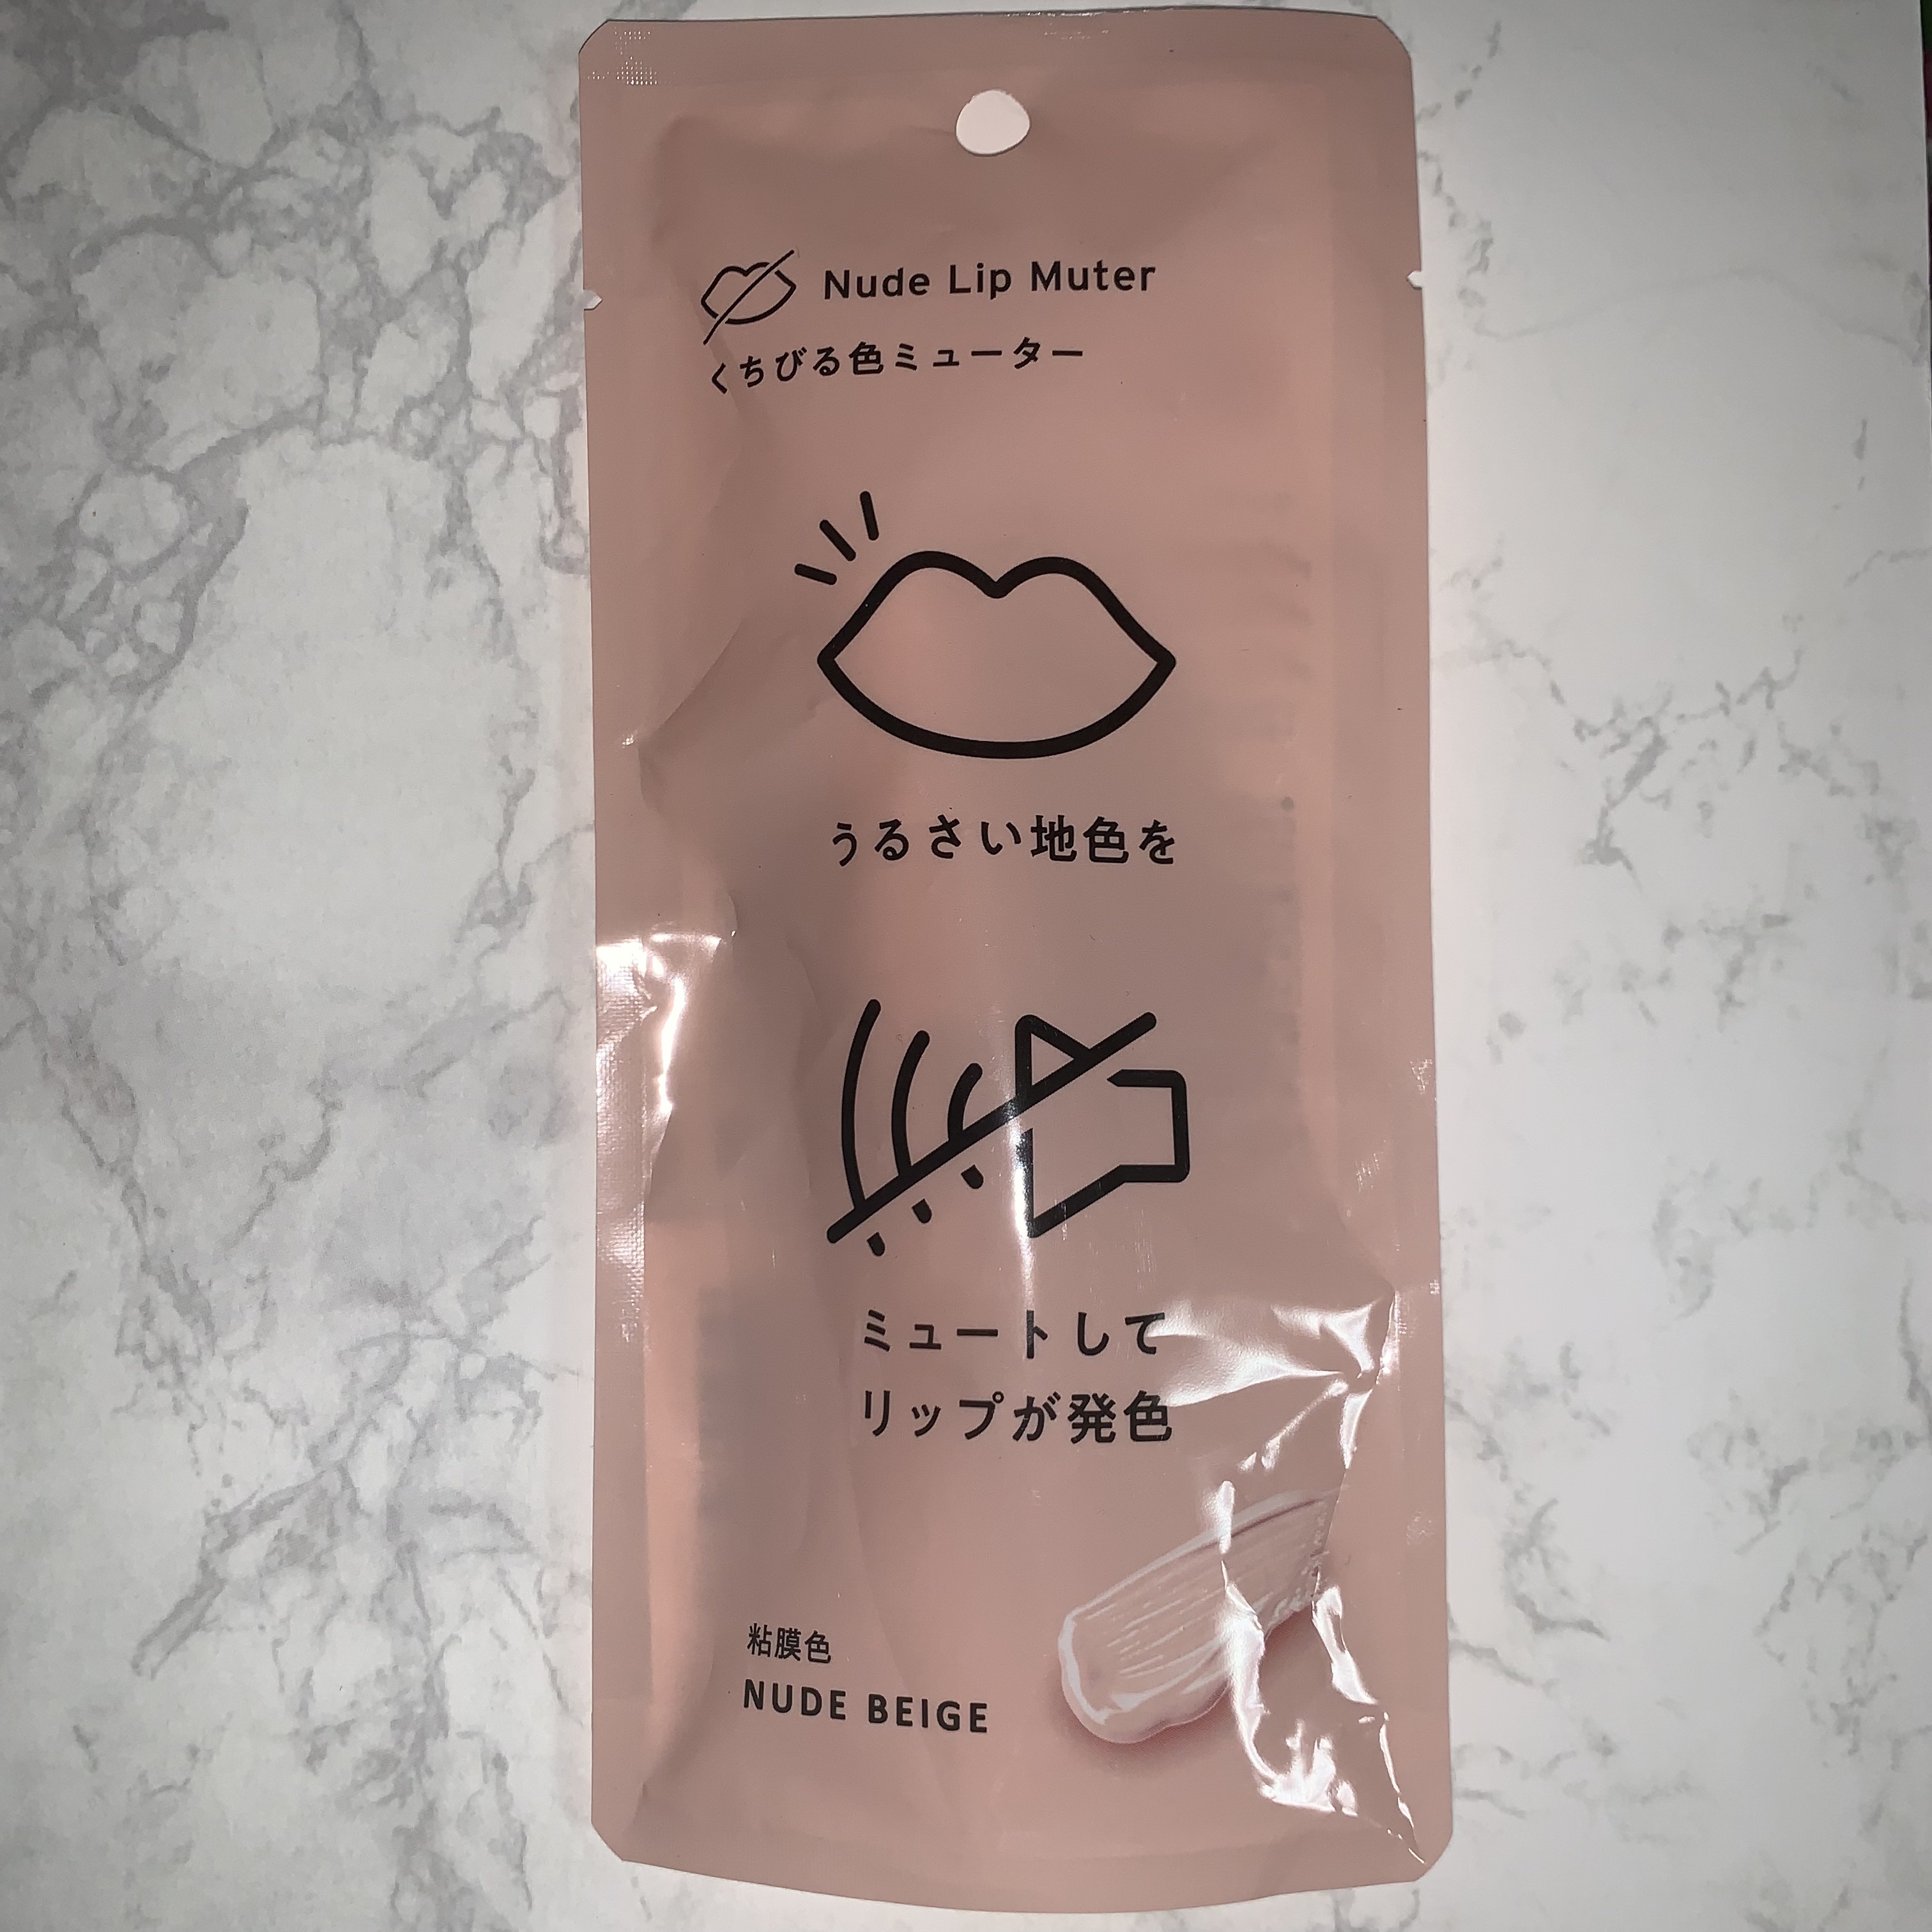 Nude Lip Muter
くちびる色ミューター
うるさい地色を
ミュートして
リップが発色
粘膜色
NUDE BEIGE